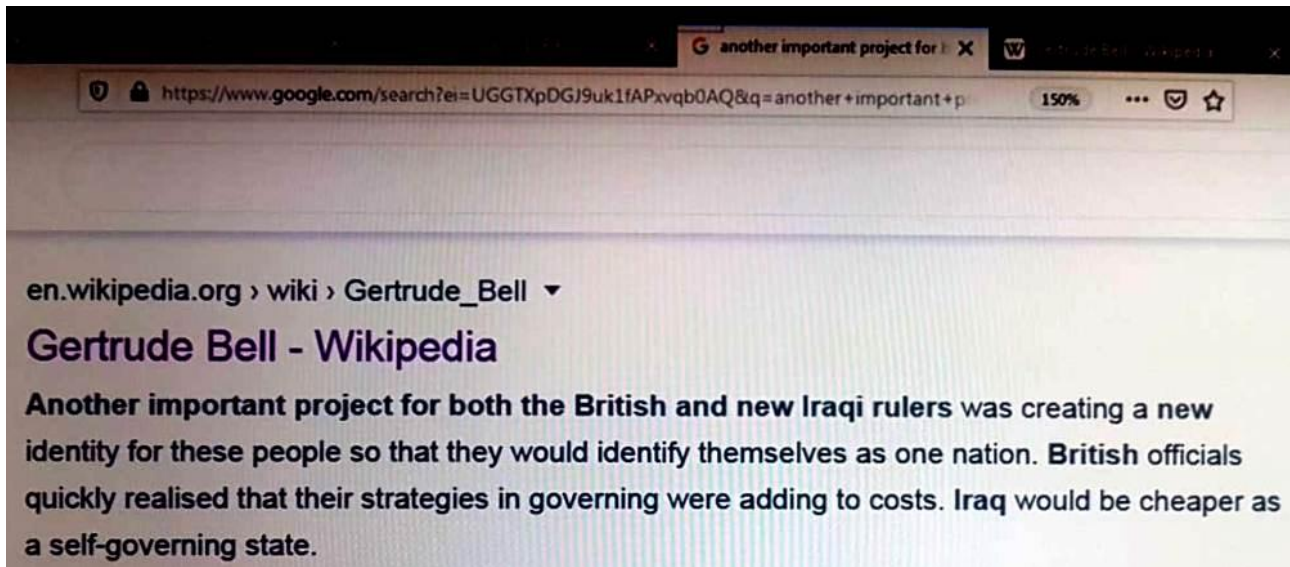 G another important project for
https://www.google.com/search?ei=UGGTXpDGJ9uk1fAPxvqb0AQ&q=another+important+p 150%
en.wikipedia.org › wiki › Gertrude_Bell
Gertrude Bell - Wikipedia
Another important project for both the British and new Iraqi rulers was creating a new
identity for these people so that they would identify themselves as one nation. British officials
quickly realised that their strategies in governing were adding to costs. Iraq would be cheaper as
a self-governing state.